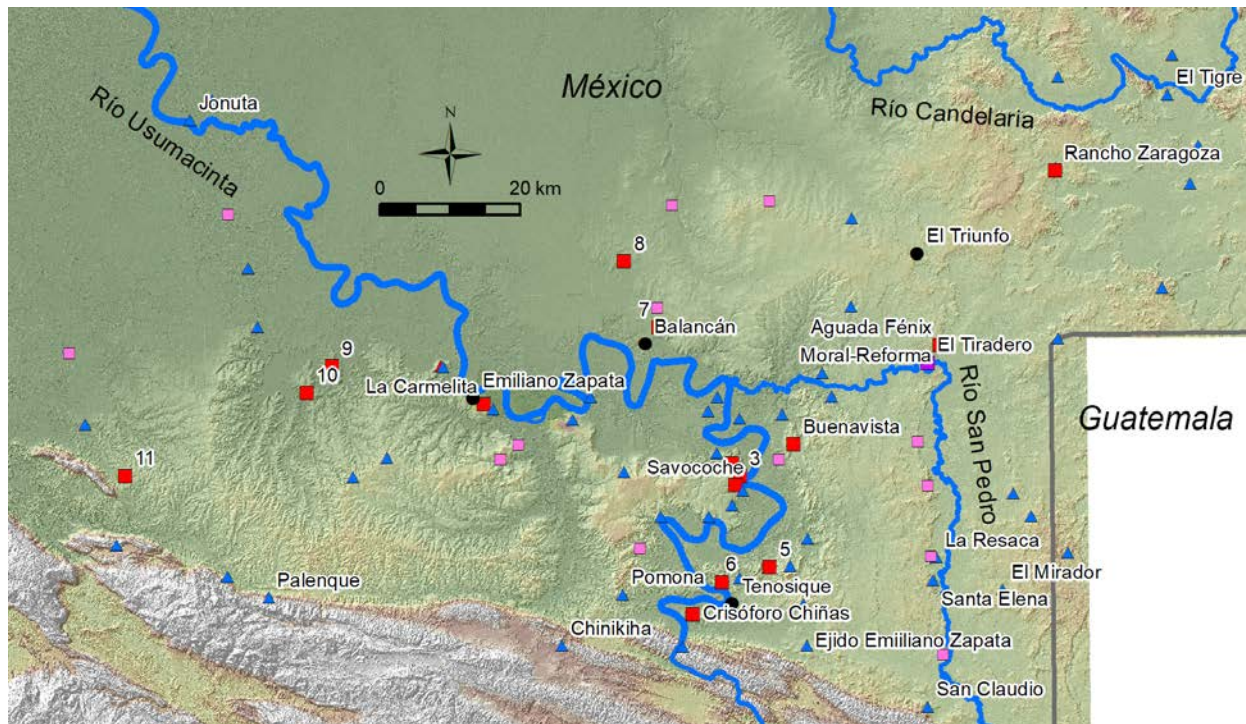 México
El Tigre
Jonuta
Río Usumacinta
Río Candelaria
N
Rancho Zaragoza
0 20 km
El Triunfo
8
7
Balancán
Aguada Fénix
El Tiradero
Moral-Reforma
9
10
La Carmelita
Emiliano Zapata
Río San Pedro
Guatemala
Buenavista
11
Savocoche
3
La Resaca
5
6
El Mirador
Pomona
Tenosique
Palenque
Santa Elena
Crisóforo Chiñas
Chinikiha
Ejido Emiiliano Zapata
San Claudio